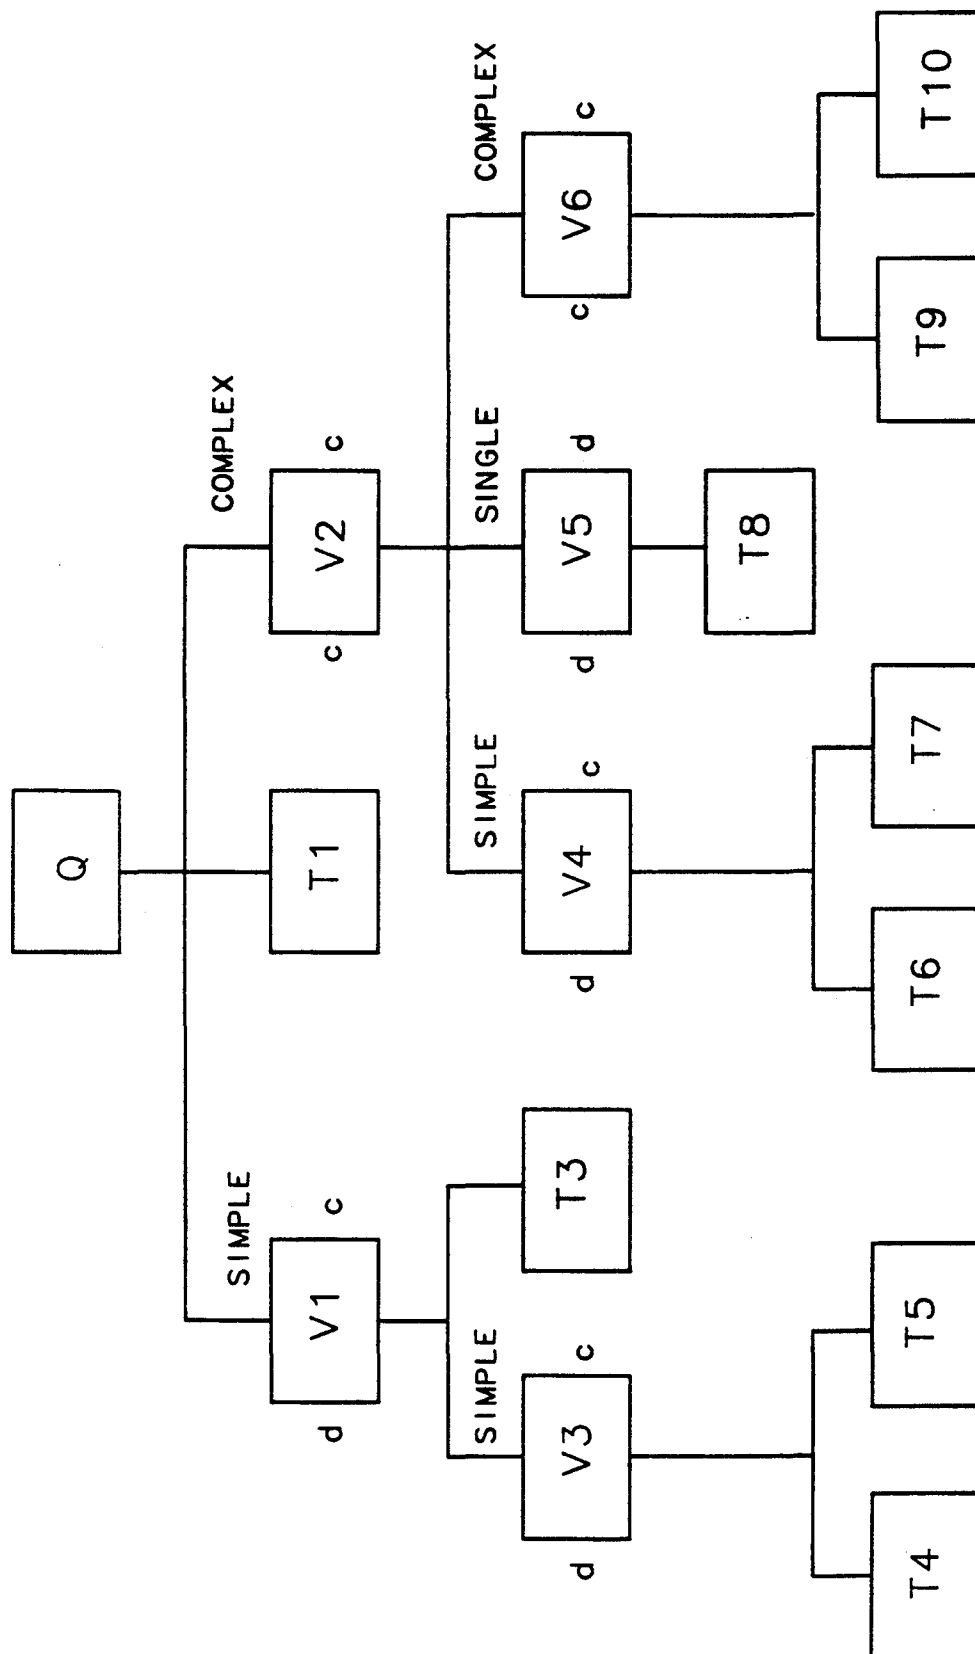 Q
SIMPLE COMPLEX
d V1 c T1 c V2 c
SIMPLE SIMPLE SINGLE COMPLEX
d V3 c T3 d V4 c d V5 d c V6 c
T8
T4 T5 T6 T7 T9 T10